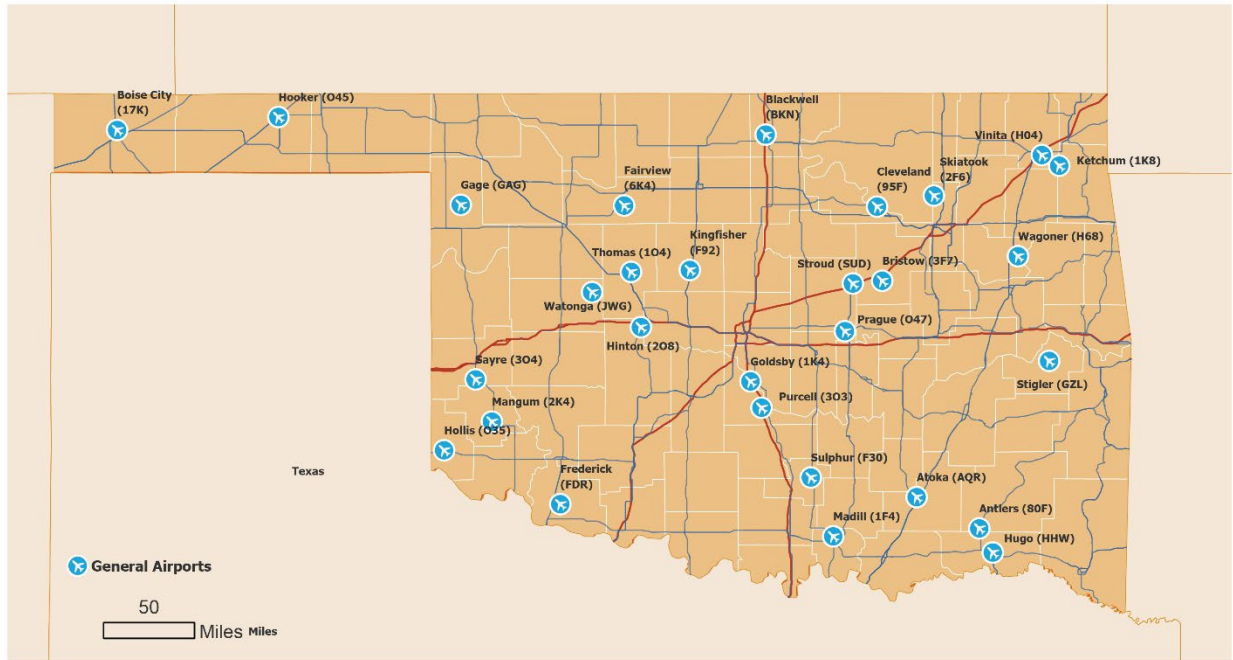 Boise City
(17K)
Hooker (O45)
Blackwell
(BKN)
Vinita (H04)
Ketchum (1K8)
Gage (GAG)
Fairview
(6K4)
Cleveland
(95F)
Skiatook
(2F6)
Kingfisher
(F92)
Wagoner (H68)
Thomas (1O4)
Stroud (SUD)
Bristow (3F7)
Watonga (JWG)
Hinton (2O8)
Prague (O47)
Sayre (3O4)
Goldsby (1K4)
Stigler (GZL)
Mangum (2K4)
Purcell (3O3)
Hollis (O35)
Texas
Frederick
(FDR)
Sulphur (F30)
Atoka (AQR)
Madill (1F4)
Antlers (80F)
Hugo (HHW)
General Airports
50
Miles Miles